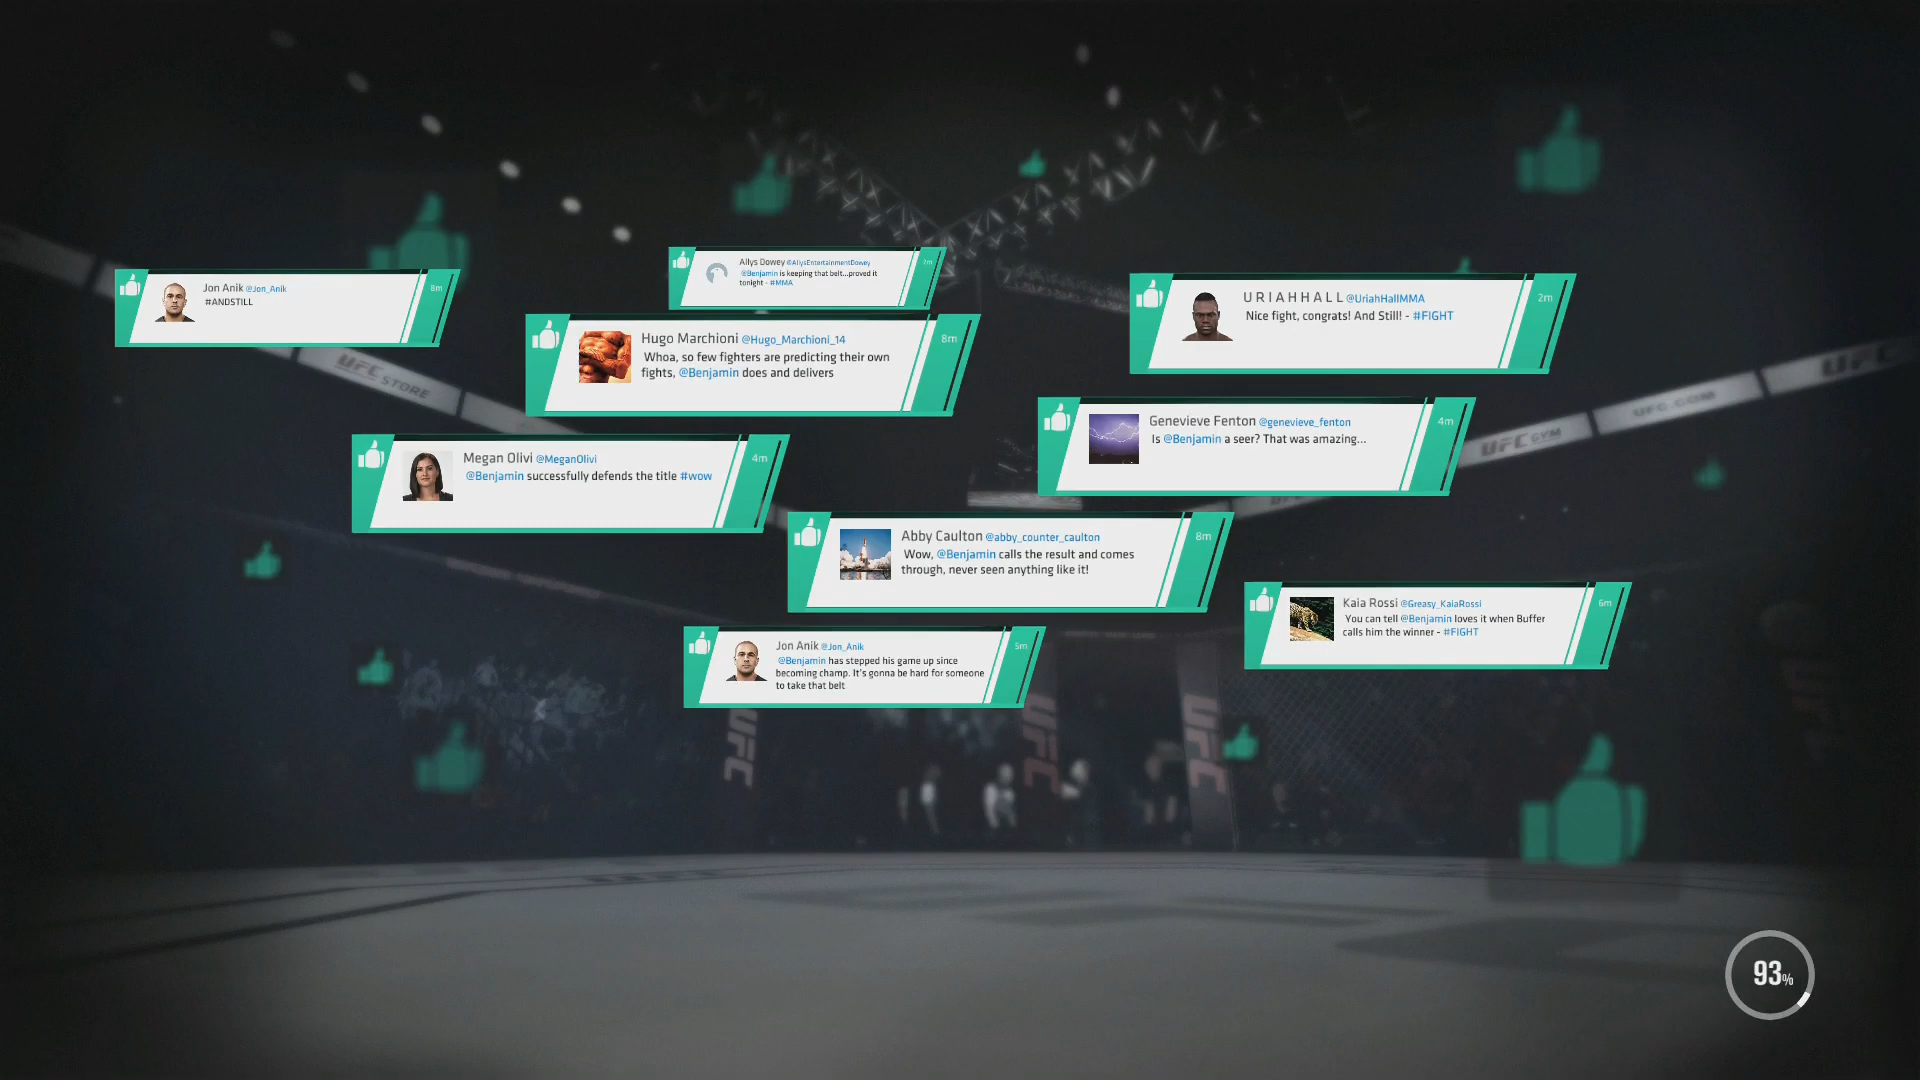 Allys Dowey @AllysEntertainmentDowey
2m
@Benjamin is keeping that belt...proved it
tonight - #MMA
Jon Anik @Jon_Anik
8m
#ANDSTILL
URIAHHALL @UriahHallMMA
2m
Nice fight, congrats! And Still! - #FIGHT
Hugo Marchioni @Hugo_Marchioni_14
8m
Whoa, so few fighters are predicting their own
fights, @Benjamin does and delivers
UFC STORE
UFC
UFC.COM
UFC GYM
Genevieve Fenton @genevieve_fenton
4m
Is @Benjamin a seer? That was amazing...
Megan Olivi @MeganOlivi
4m
@Benjamin successfully defends the title #wow
Abby Caulton @abby_counter_caulton
8m
Wow, @Benjamin calls the result and comes
through, never seen anything like it!
Kaia Rossi @Greasy_KaiaRossi
6m
You can tell @Benjamin loves it when Buffer
calls him the winner - #FIGHT
Jon Anik @Jon_Anik
5m
@Benjamin has stepped his game up since
becoming champ. It's gonna be hard for someone
to take that belt
UFC
UFC
UFC
93%